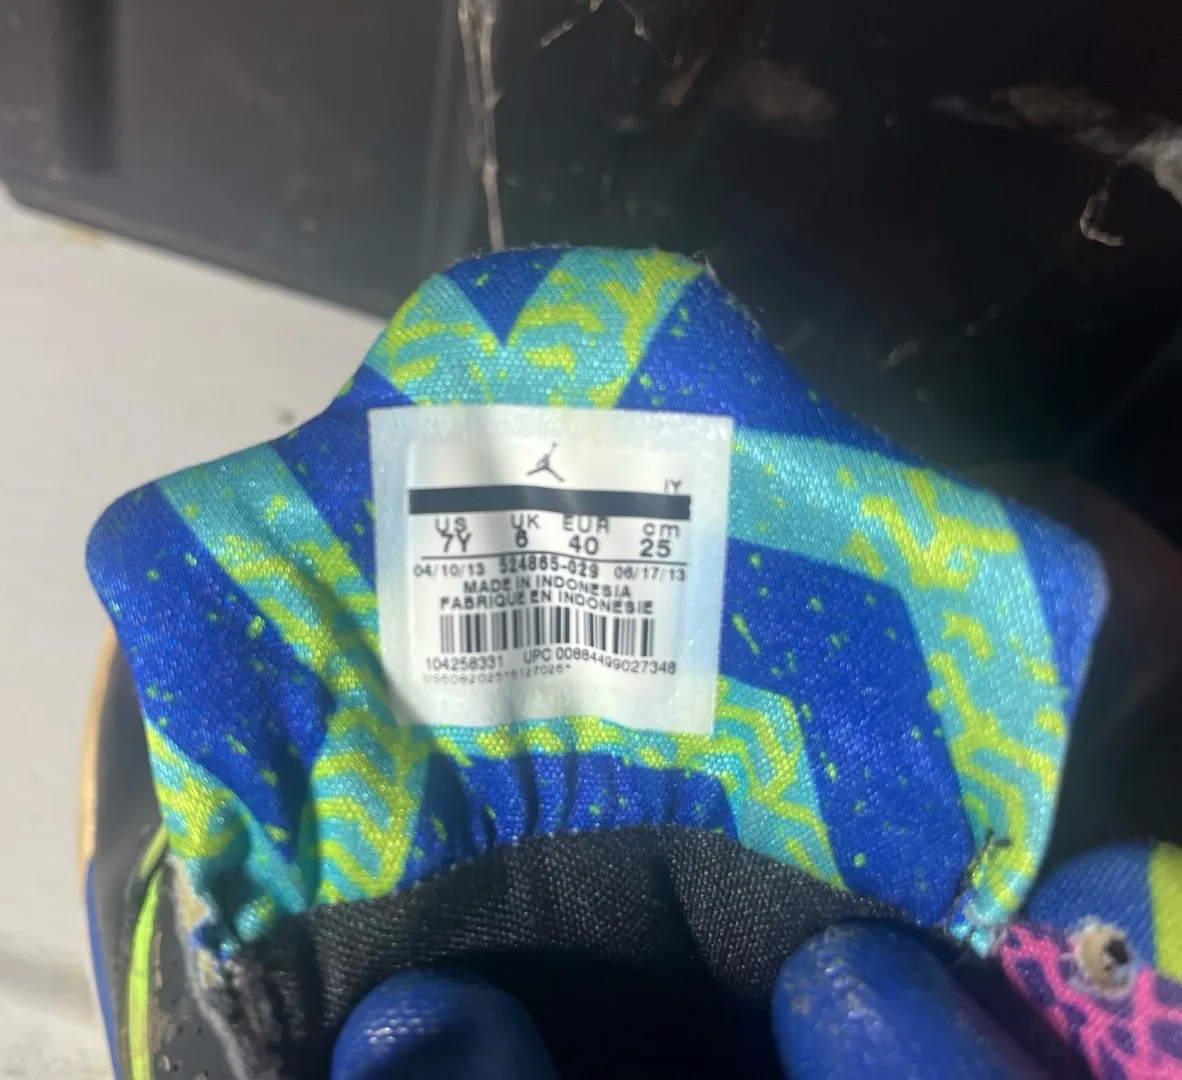 IY
US UK EUR cm
7Y 6 40 25
04/10/13 524865-029 06/17/13
MADE IN INDONESIA
FABRIQUE EN INDONESIE
104258331 UPC 00884499027348